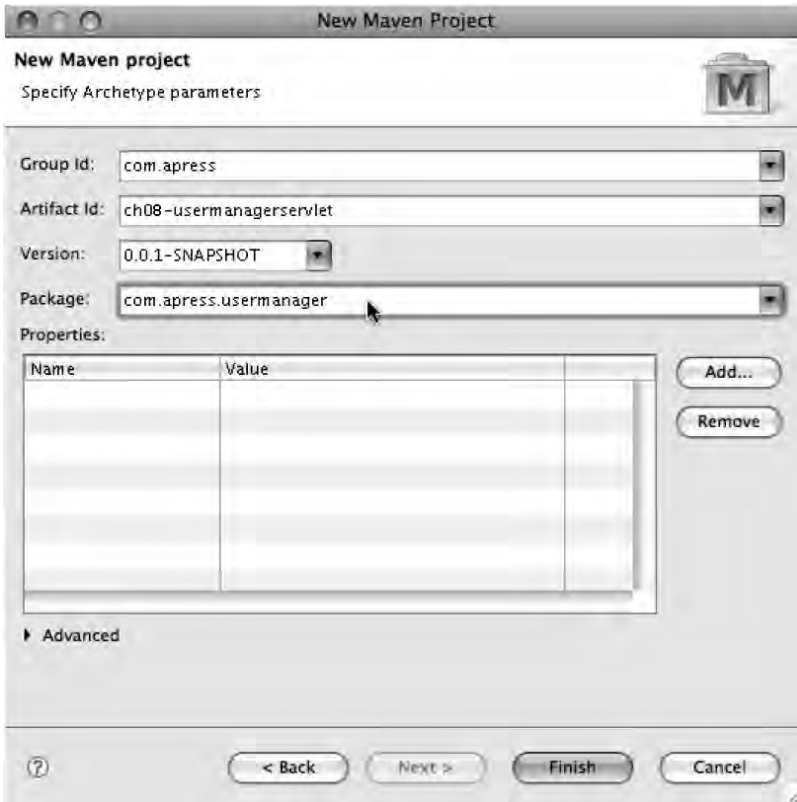 New Maven Project
New Maven project
Specify Archetype parameters
M
Group Id: com.apress
Artifact Id: ch08-usermanagerservlet
Version: 0.0.1-SNAPSHOT
Package: com.apress.usermanager
Properties:
Name Value
Add...
Remove
Advanced
? < Back Next > Finish Cancel